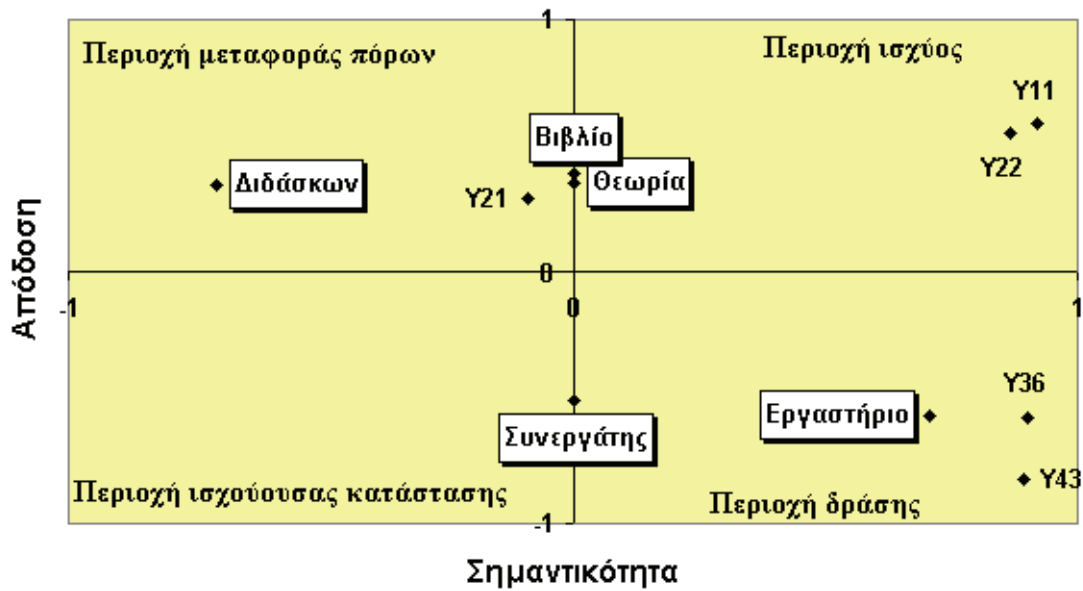 1
Περιοχή μεταφοράς πόρων
Περιοχή ισχύος
Y11
Βιβλίο
Y22
Διδάσκων
Y21
Θεωρία
Απόδοση
0
-1
0
1
Y36
Εργαστήριο
Συνεργάτης
Y43
Περιοχή ισχούουσας κατάστασης
Περιοχή δράσης
-1
Σημαντικότητα